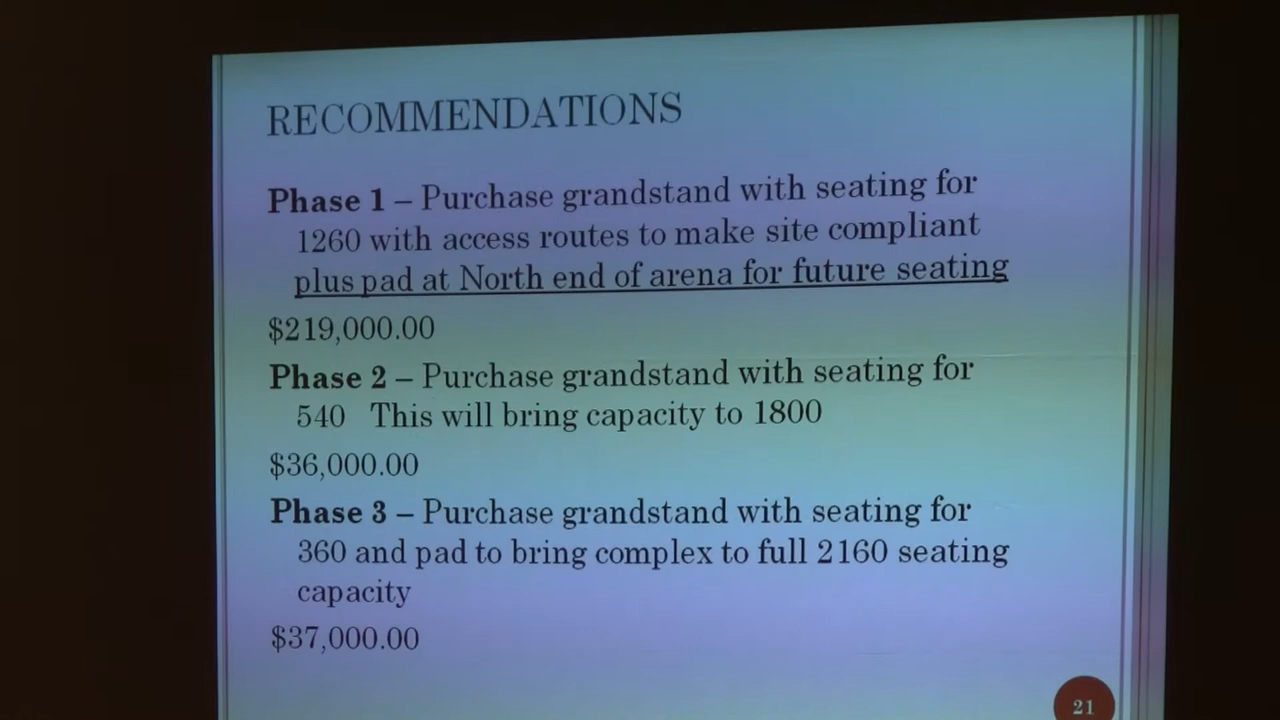 RECOMMENDATIONS
Phase 1 – Purchase grandstand with seating for
1260 with access routes to make site compliant
plus pad at North end of arena for future seating
$219,000.00
Phase 2 – Purchase grandstand with seating for
540 This will bring capacity to 1800
$36,000.00
Phase 3 – Purchase grandstand with seating for
360 and pad to bring complex to full 2160 seating
capacity
$37,000.00
21